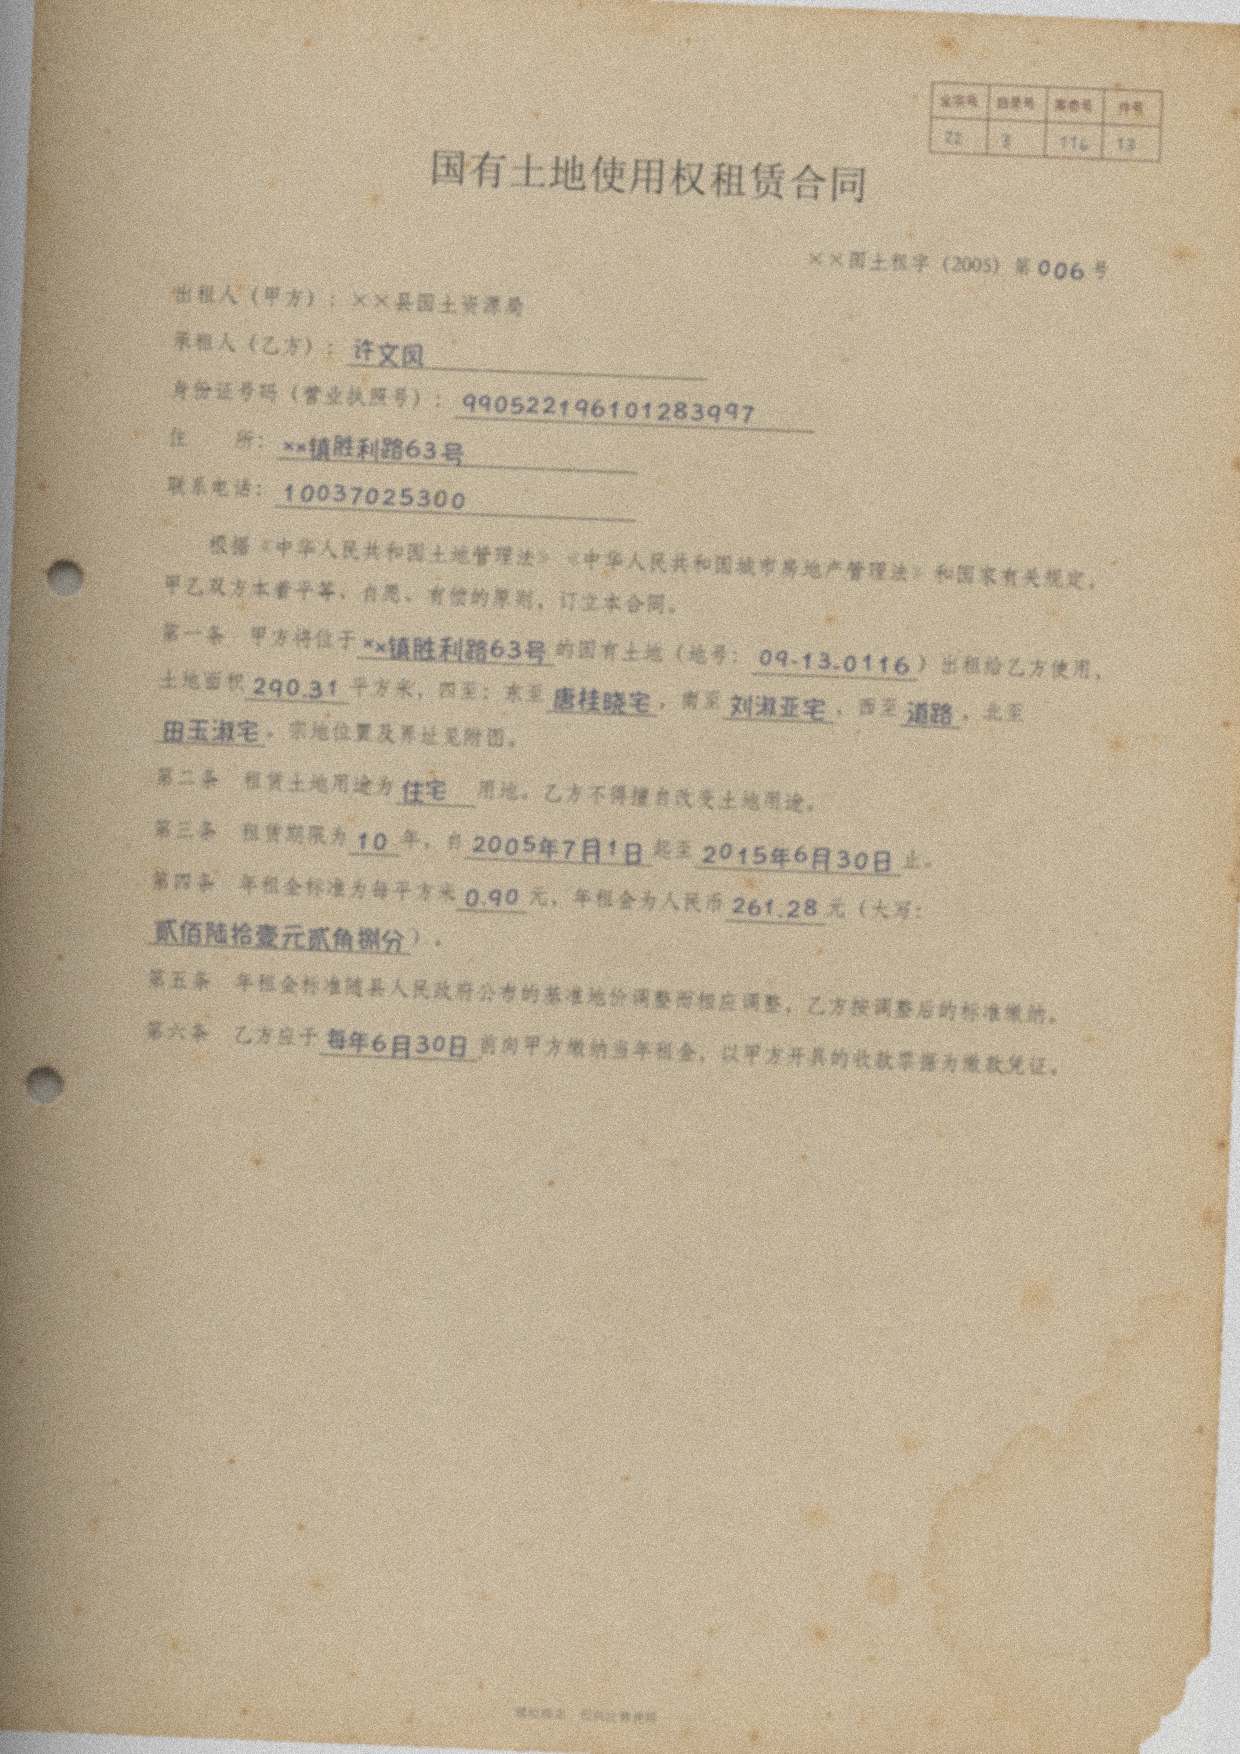 全宗号 目录号 案卷号 件号
22 3 116 13
国有土地使用权租赁合同
××国土租字（2005）第006号
出租人（甲方）：××县国土资源局
承租人（乙方）：许文凤
身份证号码（营业执照号）：990522196101283997
住　　所：××镇胜利路63号
联系电话：10037025300
根据《中华人民共和国土地管理法》《中华人民共和国城市房地产管理法》和国家有关规定，
甲乙双方本着平等、自愿、有偿的原则，订立本合同。
第一条　甲方将位于××镇胜利路63号的国有土地（地号：09-13-0116）出租给乙方使用，
土地面积290.31平方米，四至：东至唐桂晓宅，南至刘淑亚宅，西至道路，北至
田玉淑宅。宗地位置及界址见附图。
第二条　租赁土地用途为住宅用地。乙方不得擅自改变土地用途。
第三条　租赁期限为10年，自2005年7月1日起至2015年6月30日止。
第四条　年租金标准为每平方米0.90元，年租金为人民币261.28元（大写：
贰佰陆拾壹元贰角捌分）。
第五条　年租金标准随县人民政府公布的基准地价调整而相应调整，乙方按调整后的标准缴纳。
第六条　乙方应于每年6月30日前向甲方缴纳当年租金，以甲方开具的收款票据为缴款凭证。